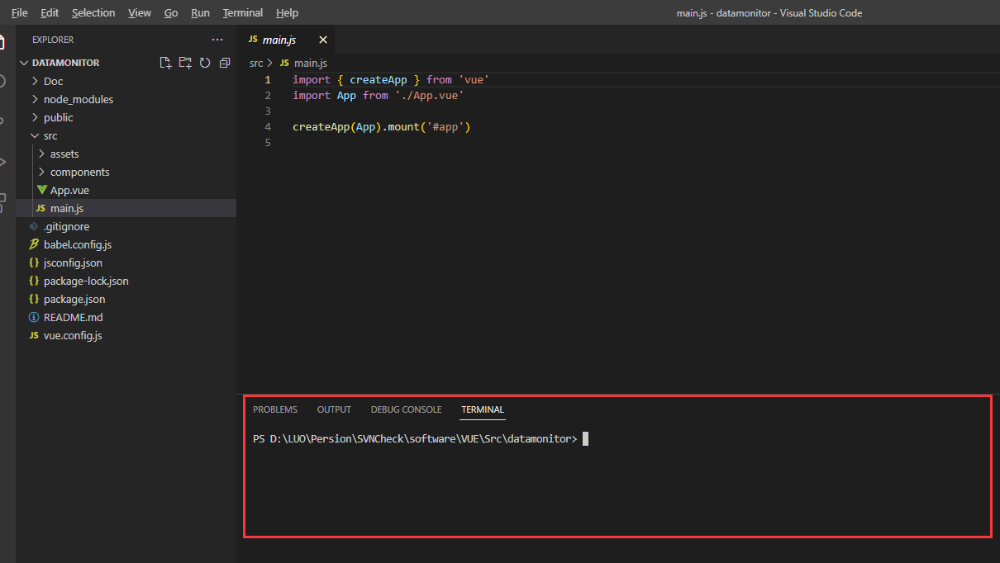 File Edit Selection View Go Run Terminal Help
main.js - datamonitor - Visual Studio Code
EXPLORER
DATAMONITOR
Doc
node_modules
public
src
assets
components
App.vue
JS main.js
.gitignore
babel.config.js
{} jsconfig.json
{} package-lock.json
{} package.json
README.md
JS vue.config.js
JS main.js
src > JS main.js
1 import { createApp } from 'vue'
2 import App from './App.vue'
3
4 createApp(App).mount('#app')
5
PROBLEMS OUTPUT DEBUG CONSOLE TERMINAL
PS D:\LUO\Persion\SVNCheck\software\VUE\Src\datamonitor>